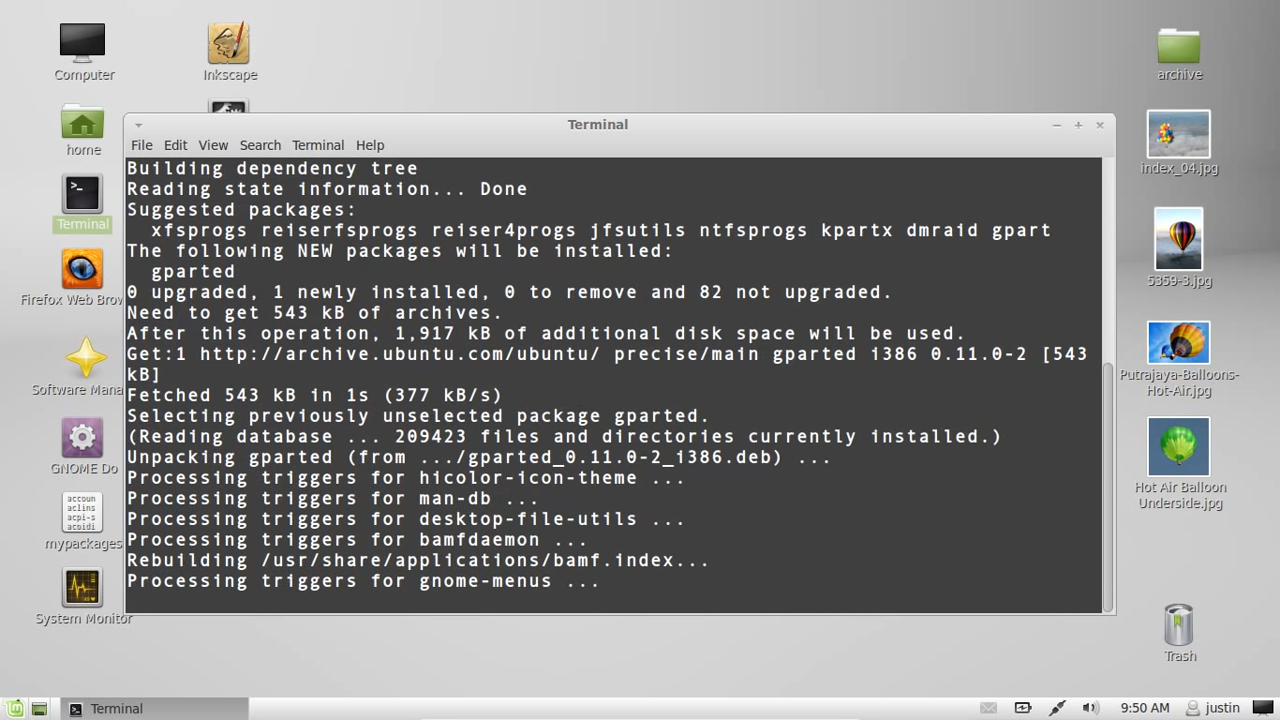 Computer
Inkscape
archive
home
Terminal
Firefox Web Brow
Software Mana
GNOME Do
accoun
aclins
acpi-s
acpidi
mypackages
System Monitor
Terminal
File Edit View Search Terminal Help
Building dependency tree
Reading state information... Done
Suggested packages:
xfsprogs reiserfsprogs reiser4progs jfsutils ntfsprogs kpartx dmraid gpart
The following NEW packages will be installed:
gparted
0 upgraded, 1 newly installed, 0 to remove and 82 not upgraded.
Need to get 543 kB of archives.
After this operation, 1,917 kB of additional disk space will be used.
Get:1 http://archive.ubuntu.com/ubuntu/ precise/main gparted i386 0.11.0-2 [543
kB]
Fetched 543 kB in 1s (377 kB/s)
Selecting previously unselected package gparted.
(Reading database ... 209423 files and directories currently installed.)
Unpacking gparted (from .../gparted_0.11.0-2_i386.deb) ...
Processing triggers for hicolor-icon-theme ...
Processing triggers for man-db ...
Processing triggers for desktop-file-utils ...
Processing triggers for bamfdaemon ...
Rebuilding /usr/share/applications/bamf.index...
Processing triggers for gnome-menus ...
index_04.jpg
5359-3.jpg
Putrajaya-Balloons-
Hot-Air.jpg
Hot Air Balloon
Underside.jpg
Trash
Terminal
9:50 AM justin